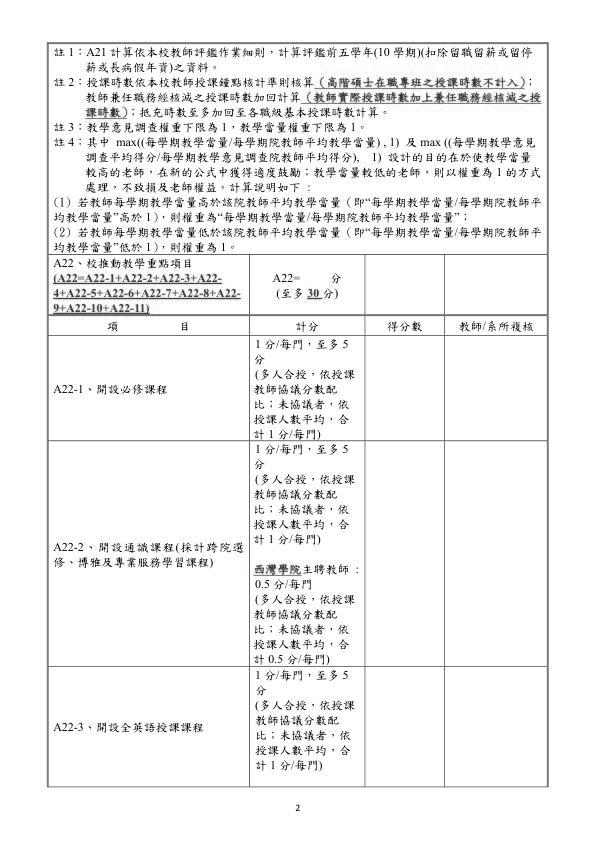 註 1：A21 計算依本校教師評鑑作業細則，計算評鑑前五學年(10 學期)(扣除留職留薪或留停
薪或長病假年資)之資料。
註 2：授課時數依本校教師授課鐘點核計準則核算（高階碩士在職專班之授課時數不計入）；
教師兼任職務經核減之授課時數加回計算（教師實際授課時數加上兼任職務經核減之授
課時數）；抵充時數至多加回至各職級基本授課時數計算。
註 3：教學意見調查權重下限為 1，教學當量權重下限為 1。
註 4：其中 max((每學期教學當量/每學期院教師平均教學當量) , 1) 及 max ((每學期教學意見
調查平均得分/每學期教學意見調查院教師平均得分), 1) 設計的目的在於使教學當量
較高的老師，在新的公式中獲得適度鼓勵；教學當量較低的老師，則以權重為 1 的方式
處理，不致損及老師權益。計算說明如下：
(1) 若教師每學期教學當量高於該院教師平均教學當量（即“每學期教學當量/每學期院教師平
均教學當量”高於 1），則權重為“每學期教學當量/每學期院教師平均教學當量”；
(2) 若教師每學期教學當量低於該院教師平均教學當量（即“每學期教學當量/每學期院教師平
均教學當量”低於 1），則權重為 1。
A22、校推動教學重點項目
(A22=A22-1+A22-2+A22-3+A22-
4+A22-5+A22-6+A22-7+A22-8+A22-
9+A22-10+A22-11)
A22= 分
(至多 30 分)
項 目
計分
得分數
教師/系所複核
A22-1、開設必修課程
1 分/每門，至多 5
分
(多人合授，依授課
教師協議分數配
比；未協議者，依
授課人數平均，合
計 1 分/每門)
A22-2、開設通識課程(採計跨院選
修、博雅及專業服務學習課程)
1 分/每門，至多 5
分
(多人合授，依授課
教師協議分數配
比；未協議者，依
授課人數平均，合
計 1 分/每門)
西灣學院主聘教師：
0.5 分/每門
(多人合授，依授課
教師協議分數配
比；未協議者，依
授課人數平均，合
計 0.5 分/每門)
A22-3、開設全英語授課課程
1 分/每門，至多 5
分
(多人合授，依授課
教師協議分數配
比；未協議者，依
授課人數平均，合
計 1 分/每門)
2